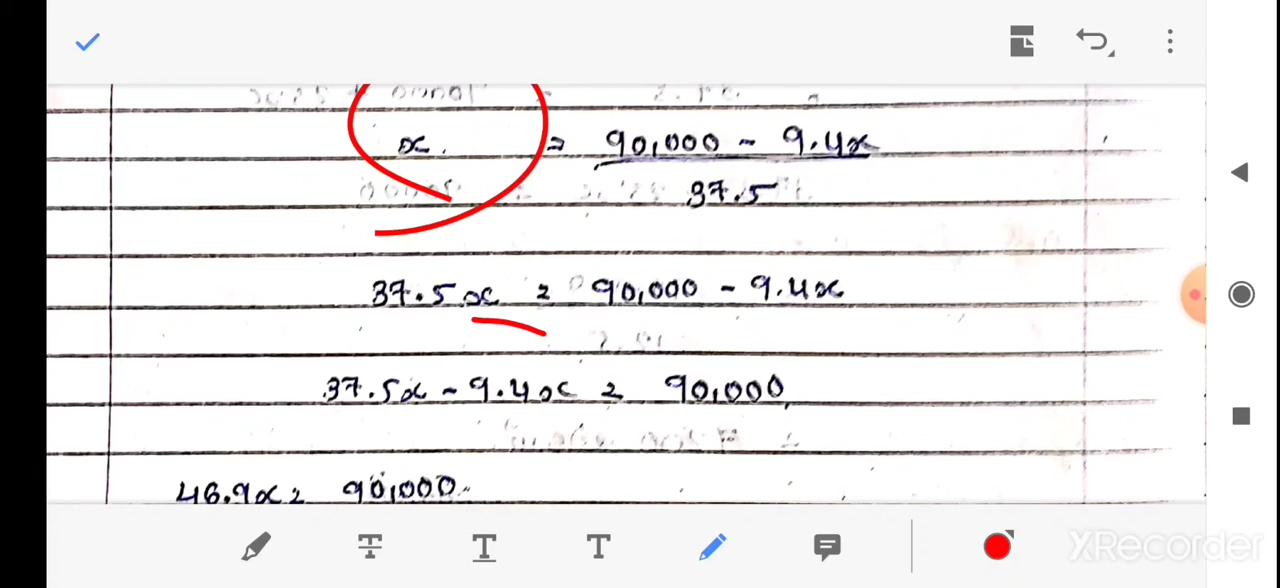 x = 90,000 - 9.4x
37.5
37.5x = 90,000 - 9.4x
37.5x - 9.4x = 90,000
46.9x = 90,000
XRecorder